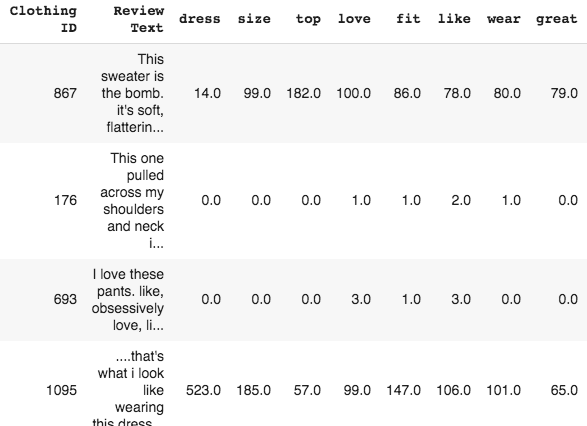 Clothing ID Review Text dress size top love fit like wear great
This
sweater is
867 the bomb. 14.0 99.0 182.0 100.0 86.0 78.0 80.0 79.0
it's soft,
flatterin...
This one
pulled
176 across my 0.0 0.0 0.0 1.0 1.0 2.0 1.0 0.0
shoulders
and neck
i...
I love these
pants. like,
693 obsessively 0.0 0.0 0.0 3.0 1.0 3.0 0.0 0.0
love, li...
....that's
what i look
1095 like 523.0 185.0 57.0 99.0 147.0 106.0 101.0 65.0
wearing
this dress...